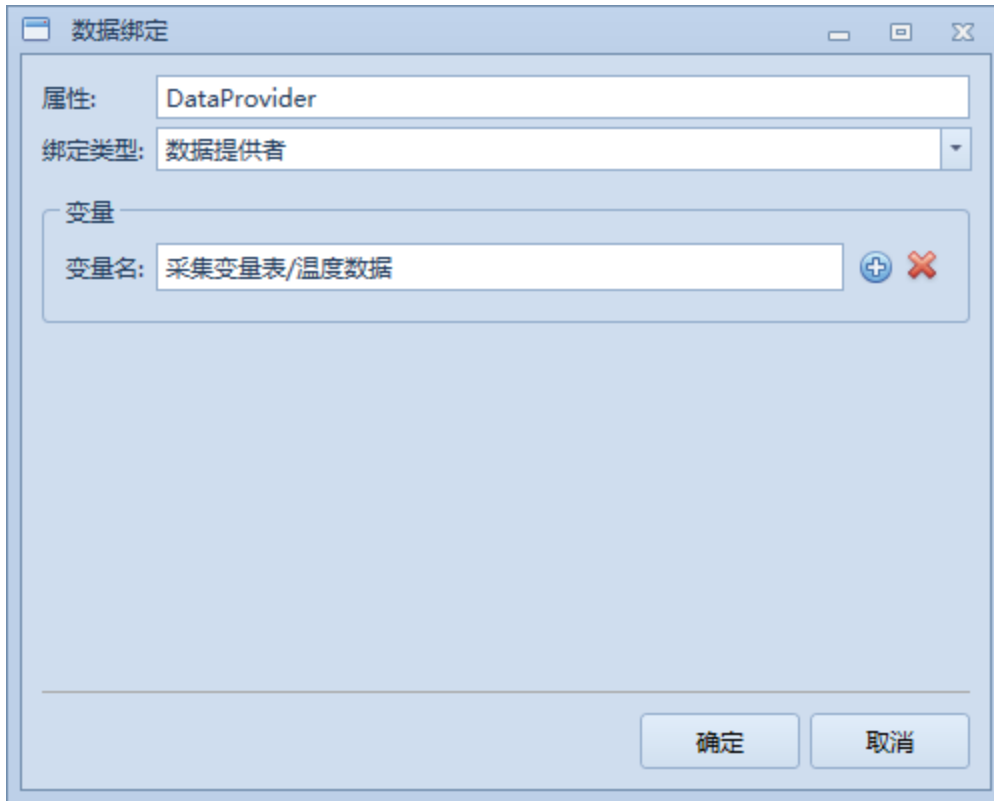 数据绑定
属性: DataProvider
绑定类型: 数据提供者
变量
变量名: 采集变量表/温度数据
确定 取消